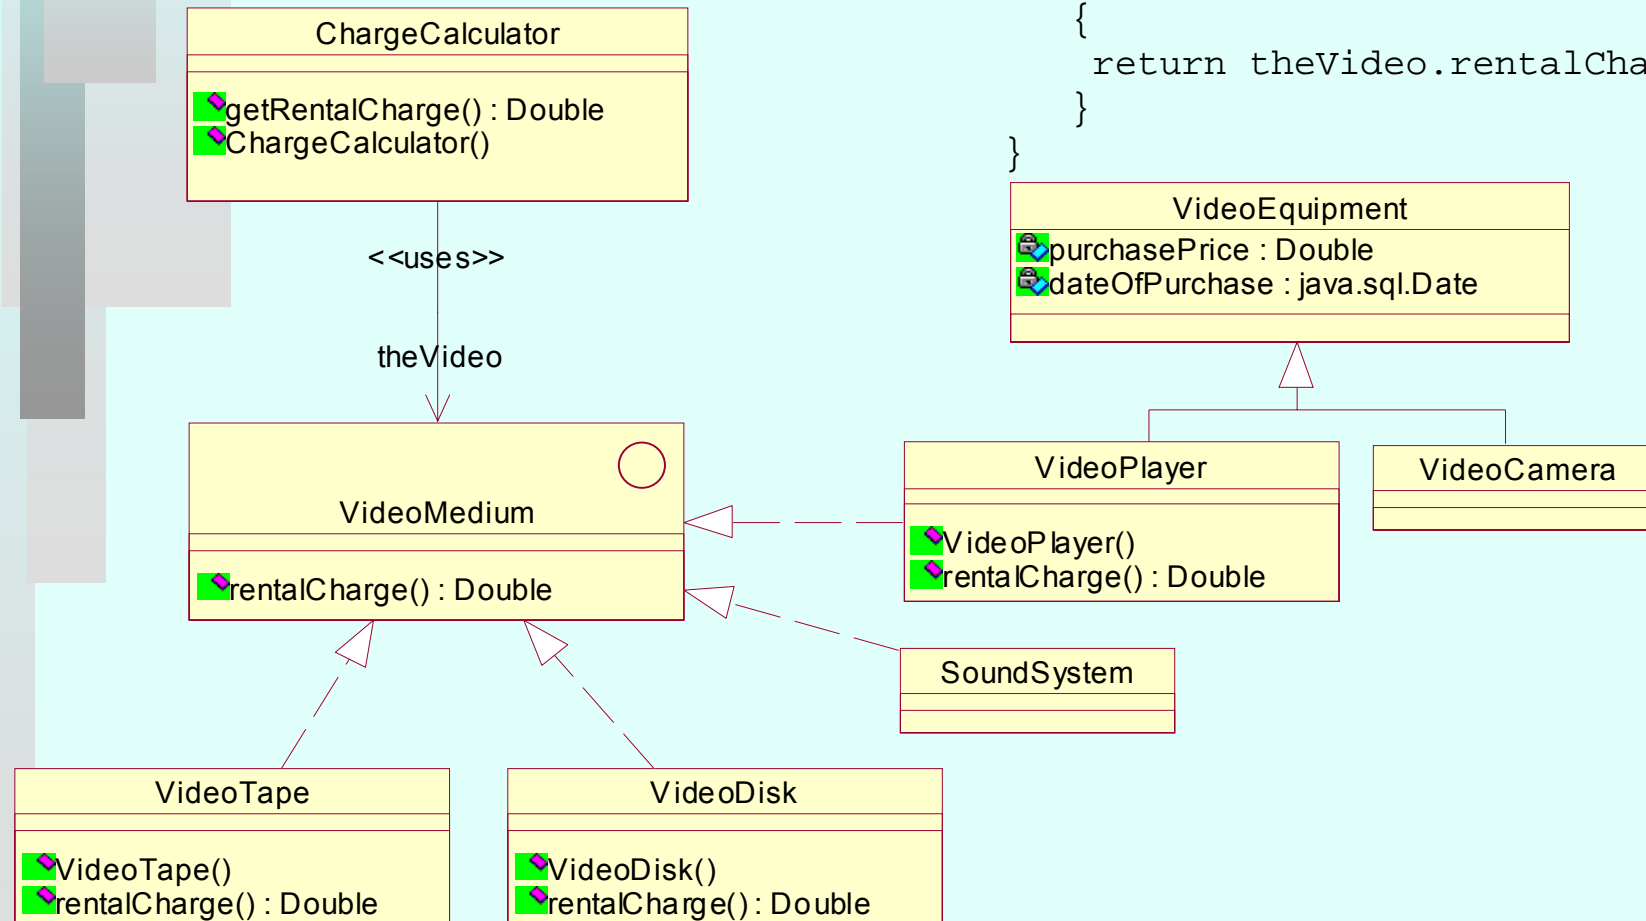 {
return theVideo.rentalCha
}
}
ChargeCalculator
getRentalCharge() : Double
ChargeCalculator()
<<uses>>
theVideo
VideoEquipment
purchasePrice : Double
dateOfPurchase : java.sql.Date
VideoMedium
rentalCharge() : Double
VideoPlayer
VideoPlayer()
rentalCharge() : Double
VideoCamera
SoundSystem
VideoTape
VideoTape()
rentalCharge() : Double
VideoDisk
VideoDisk()
rentalCharge() : Double